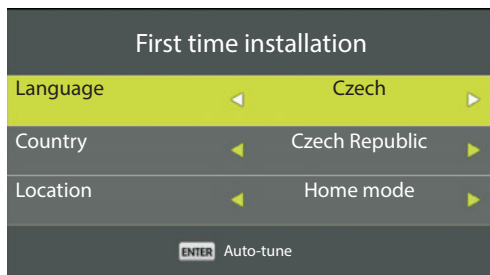 First time installation
Language Czech
Country Czech Republic
Location Home mode
ENTER Auto-tune